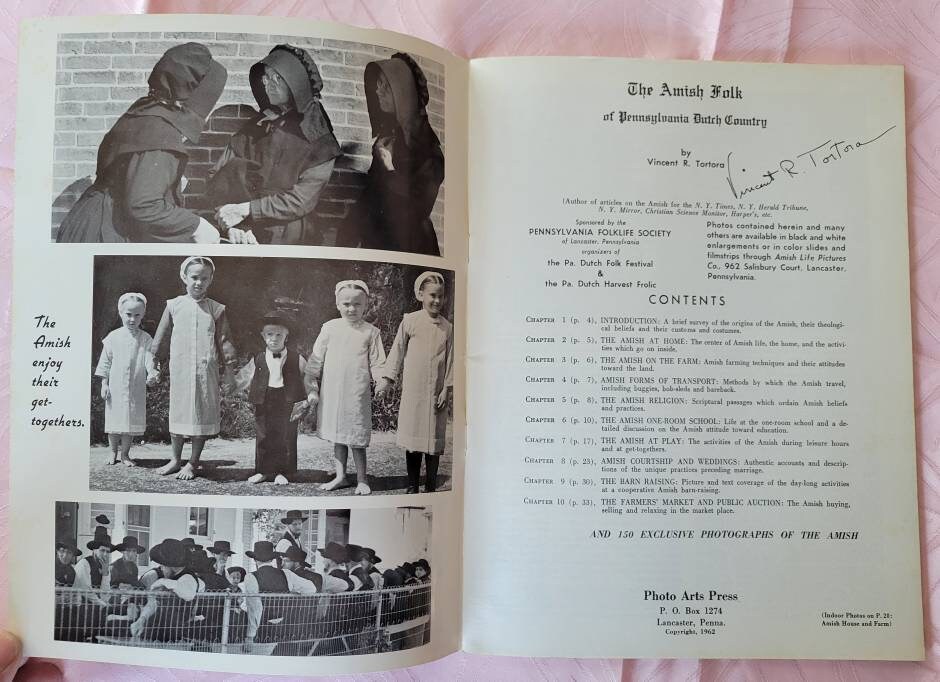 The
Amish
enjoy
their
get-
togethers.
The Amish Folk
of Pennsylvania Dutch Country
by
Vincent R. Tortora
Vincent R. Tortora
(Author of articles on the Amish for the N. Y. Times, N. Y. Herald Tribune,
N. Y. Mirror, Christian Science Monitor, Harper's, etc.
Sponsored by the
PENNSYLVANIA FOLKLIFE SOCIETY
of Lancaster, Pennsylvania
organizers of
the Pa. Dutch Folk Festival
&
the Pa. Dutch Harvest Frolic
Photos contained herein and many
others are available in black and white
enlargements or in color slides and
filmstrips through Amish Life Pictures
Co., 962 Salisbury Court, Lancaster,
Pennsylvania.
CONTENTS
CHAPTER 1 (p. 4), INTRODUCTION: A brief survey of the origins of the Amish, their theologi-
cal beliefs and their customs and costumes.
CHAPTER 2 (p. 5), THE AMISH AT HOME: The center of Amish life, the home, and the activi-
ties which go on inside.
CHAPTER 3 (p. 6), THE AMISH ON THE FARM: Amish farming techniques and their attitudes
toward the land.
CHAPTER 4 (p. 7), AMISH FORMS OF TRANSPORT: Methods by which the Amish travel,
including buggies, bob-sleds and bareback.
CHAPTER 5 (p. 8), THE AMISH RELIGION: Scriptural passages which ordain Amish beliefs
and practices.
CHAPTER 6 (p. 10), THE AMISH ONE-ROOM SCHOOL: Life at the one-room school and a de-
tailed discussion on the Amish attitude toward education.
CHAPTER 7 (p. 17), THE AMISH AT PLAY: The activities of the Amish during leisure hours
and at get-togethers.
CHAPTER 8 (p. 23), AMISH COURTSHIP AND WEDDINGS: Authentic accounts and descrip-
tions of the unique practices preceding marriage.
CHAPTER 9 (p. 30), THE BARN RAISING: Picture and text coverage of the day-long activities
at a cooperative Amish barn-raising.
CHAPTER 10 (p. 33), THE FARMERS' MARKET AND PUBLIC AUCTION: The Amish buying,
selling and relaxing in the market place.
AND 150 EXCLUSIVE PHOTOGRAPHS OF THE AMISH
Photo Arts Press
P. O. Box 1274
Lancaster, Penna.
Copyright, 1962
(Indoor Photos on P. 20:
Amish House and Farm)